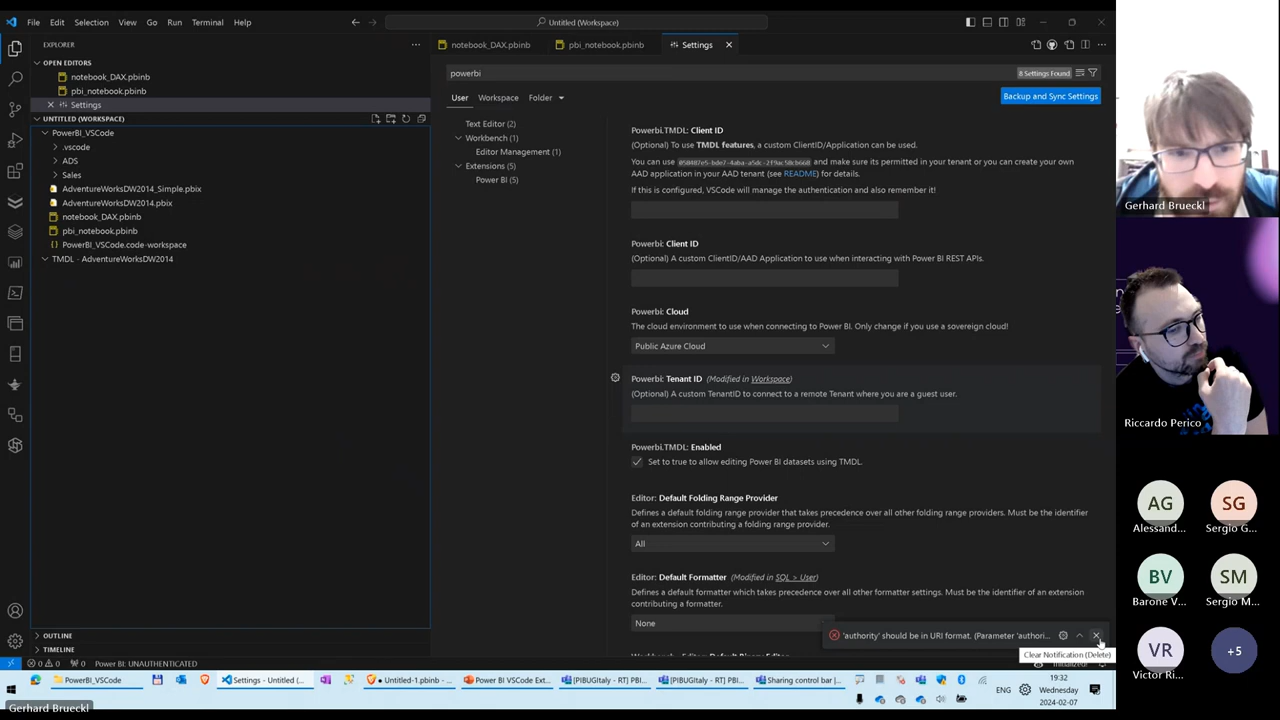 File Edit Selection View Go Run Terminal Help
Untitled (Workspace)
EXPLORER
notebook_DAX.pbinb
pbi_notebook.pbinb
Settings
OPEN EDITORS
notebook_DAX.pbinb
pbi_notebook.pbinb
Settings
UNTITLED (WORKSPACE)
PowerBI_VSCode
.vscode
ADS
Sales
AdventureWorksDW2014_Simple.pbix
AdventureWorksDW2014.pbix
notebook_DAX.pbinb
pbi_notebook.pbinb
PowerBI_VSCode.code-workspace
TMDL - AdventureWorksDW2014
OUTLINE
TIMELINE
powerbi
8 Settings Found
User Workspace Folder
Backup and Sync Settings
Text Editor (2)
Workbench (1)
Editor Management (1)
Extensions (5)
Power BI (5)
Powerbi.TMDL: Client ID
(Optional) To use TMDL features, a custom ClientID/Application can be used.
You can use 058487e5-bde7-4aba-a5dc-2f9ac58cb668 and make sure its permitted in your tenant or you can create your
own AAD application in your AAD tenant (see README) for details.
If this is configured, VSCode will manage the authentication and also remember it!
Powerbi: Client ID
(Optional) A custom ClientID/AAD Application to use when interacting with Power BI REST APIs.
Powerbi: Cloud
The cloud environment to use when connecting to Power BI. Only change if you use a sovereign cloud!
Public Azure Cloud
Powerbi: Tenant ID (Modified in Workspace)
(Optional) A custom TenantID to connect to a remote Tenant where you are a guest user.
Powerbi.TMDL: Enabled
Set to true to allow editing Power BI datasets using TMDL.
Editor: Default Folding Range Provider
Defines a default folding range provider that takes precedence over all other folding range providers. Must be the identifier
of an extension contributing a folding range provider.
All
Editor: Default Formatter (Modified in SQL > User)
Defines a default formatter which takes precedence over all other formatter settings. Must be the identifier of an extension
contributing a formatter.
None
'authority' should be in URI format. (Parameter 'authori...
Clear Notification (Delete)
0 0 Power BI: UNAUTHENTICATED
PowerBI_VSCode
Settings - Untitled (...
Untitled-1.pbinb - ...
Power BI VSCode Ext...
[PIBUGItaly - RT] PBI...
[PIBUGItaly - RT] PBI...
Sharing control bar | ...
ENG
19:32
Wednesday
2024-02-07
Gerhard Brueckl
Gerhard Brueckl
Riccardo Perico
AG SG
Alessand... Sergio G...
BV SM
Barone V... Sergio M...
VR +5
Victor Ri...